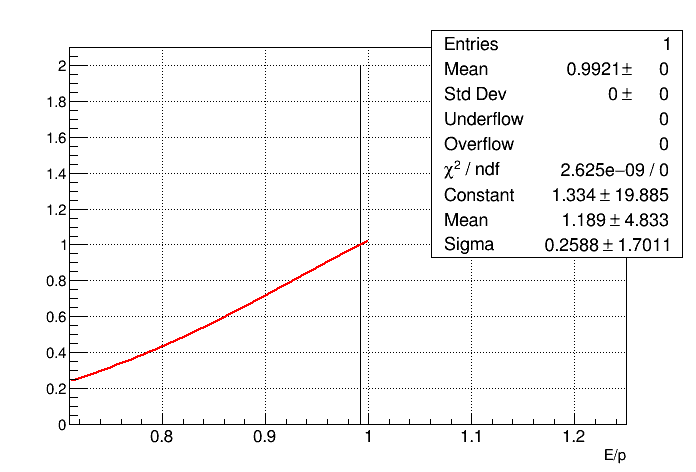 Entries 1
Mean 0.9921 ± 0
Std Dev 0 ± 0
Underflow 0
Overflow 0
χ² / ndf 2.625e−09 / 0
Constant 1.334 ± 19.885
Mean 1.189 ± 4.833
Sigma 0.2588 ± 1.7011
2
1.8
1.6
1.4
1.2
1
0.8
0.6
0.4
0.2
0
0.8 0.9 1 1.1 1.2
E/p